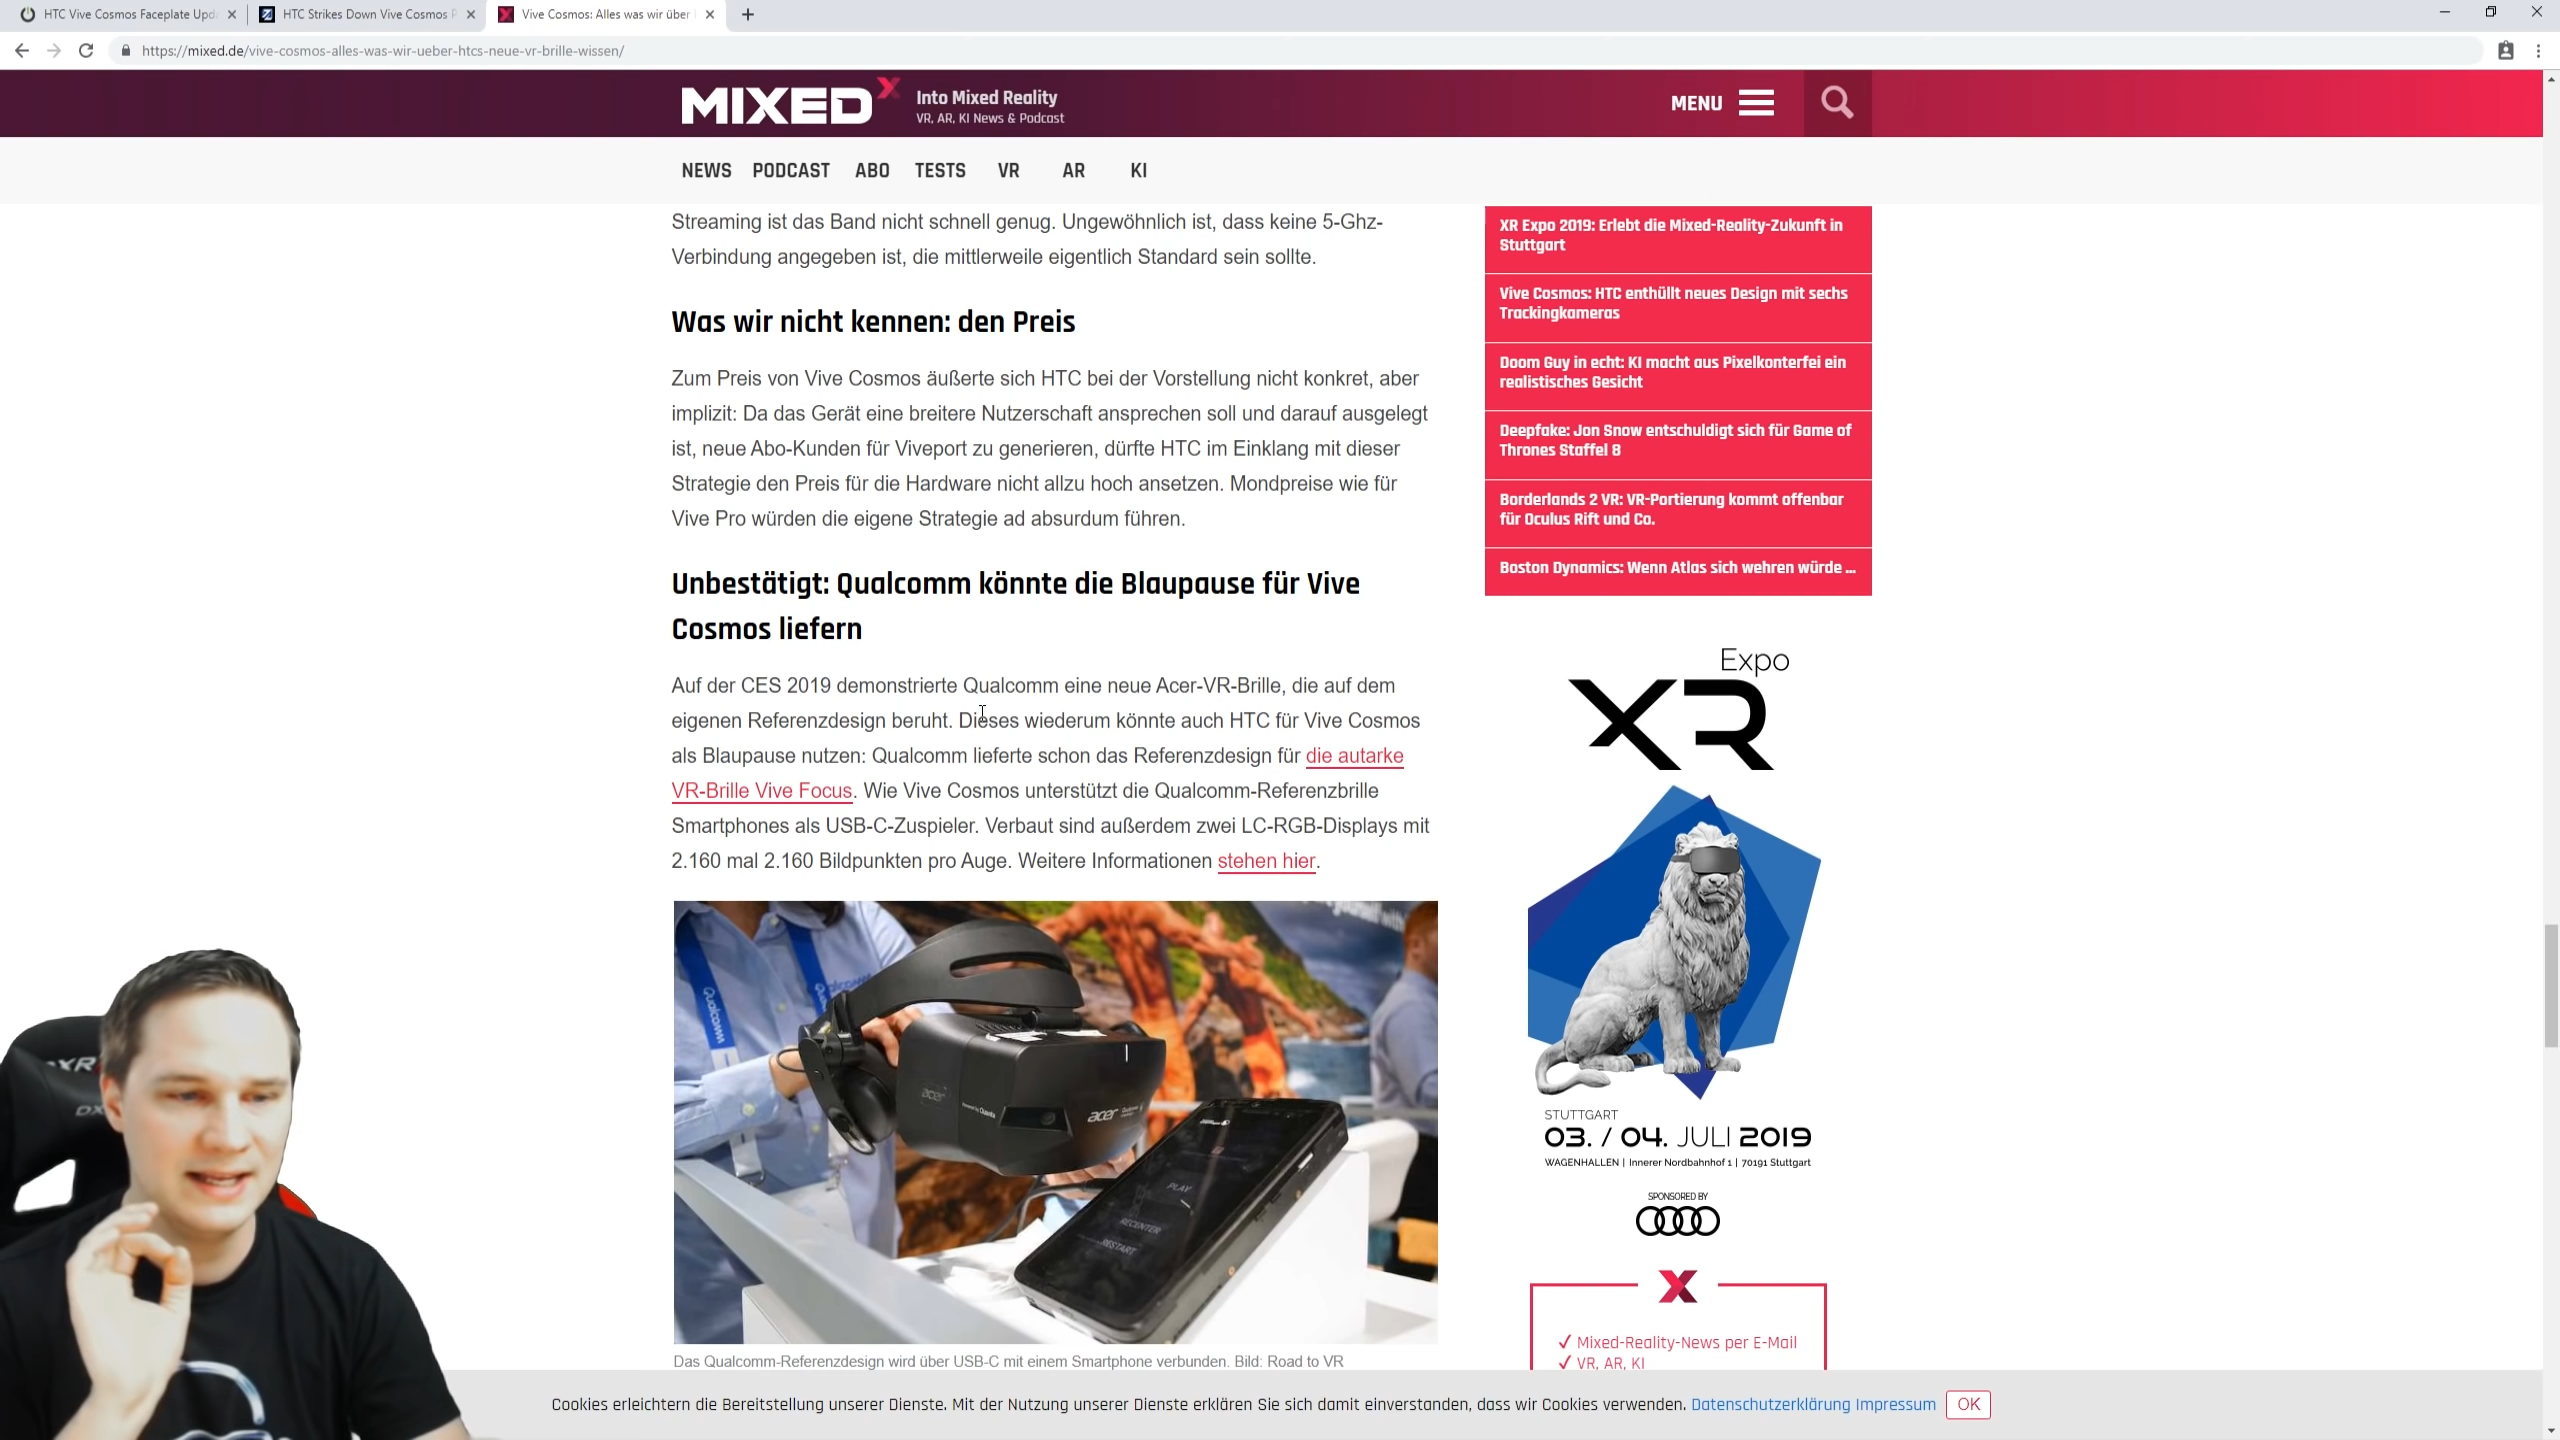 HTC Vive Cosmos Faceplate Upd
HTC Strikes Down Vive Cosmos P
Vive Cosmos: Alles was wir über
https://mixed.de/vive-cosmos-alles-was-wir-ueber-htcs-neue-vr-brille-wissen/
MIXED
Into Mixed Reality
VR, AR, KI News & Podcast
MENU
NEWS PODCAST ABO TESTS VR AR KI
Streaming ist das Band nicht schnell genug. Ungewöhnlich ist, dass keine 5-Ghz-
Verbindung angegeben ist, die mittlerweile eigentlich Standard sein sollte.
Was wir nicht kennen: den Preis
Zum Preis von Vive Cosmos äußerte sich HTC bei der Vorstellung nicht konkret, aber
implizit: Da das Gerät eine breitere Nutzerschaft ansprechen soll und darauf ausgelegt
ist, neue Abo-Kunden für Viveport zu generieren, dürfte HTC im Einklang mit dieser
Strategie den Preis für die Hardware nicht allzu hoch ansetzen. Mondpreise wie für
Vive Pro würden die eigene Strategie ad absurdum führen.
Unbestätigt: Qualcomm könnte die Blaupause für Vive
Cosmos liefern
Auf der CES 2019 demonstrierte Qualcomm eine neue Acer-VR-Brille, die auf dem
eigenen Referenzdesign beruht. Dieses wiederum könnte auch HTC für Vive Cosmos
als Blaupause nutzen: Qualcomm lieferte schon das Referenzdesign für die autarke
VR-Brille Vive Focus. Wie Vive Cosmos unterstützt die Qualcomm-Referenzbrille
Smartphones als USB-C-Zuspieler. Verbaut sind außerdem zwei LC-RGB-Displays mit
2.160 mal 2.160 Bildpunkten pro Auge. Weitere Informationen stehen hier.
Qualcomm
acer
acer
PLAY
RECENTER
RESTART
Das Qualcomm-Referenzdesign wird über USB-C mit einem Smartphone verbunden. Bild: Road to VR
XR Expo 2019: Erlebt die Mixed-Reality-Zukunft in
Stuttgart
Vive Cosmos: HTC enthüllt neues Design mit sechs
Trackingkameras
Doom Guy in echt: KI macht aus Pixelkonterfei ein
realistisches Gesicht
Deepfake: Jon Snow entschuldigt sich für Game of
Thrones Staffel 8
Borderlands 2 VR: VR-Portierung kommt offenbar
für Oculus Rift und Co.
Boston Dynamics: Wenn Atlas sich wehren würde ...
Expo
XR
STUTTGART
03. / 04. JULI 2019
WAGENHALLEN | Innerer Nordbahnhof 1 | 70191 Stuttgart
SPONSORED BY
✓ Mixed-Reality-News per E-Mail
✓ VR, AR, KI
Cookies erleichtern die Bereitstellung unserer Dienste. Mit der Nutzung unserer Dienste erklären Sie sich damit einverstanden, dass wir Cookies verwenden. Datenschutzerklärung Impressum OK